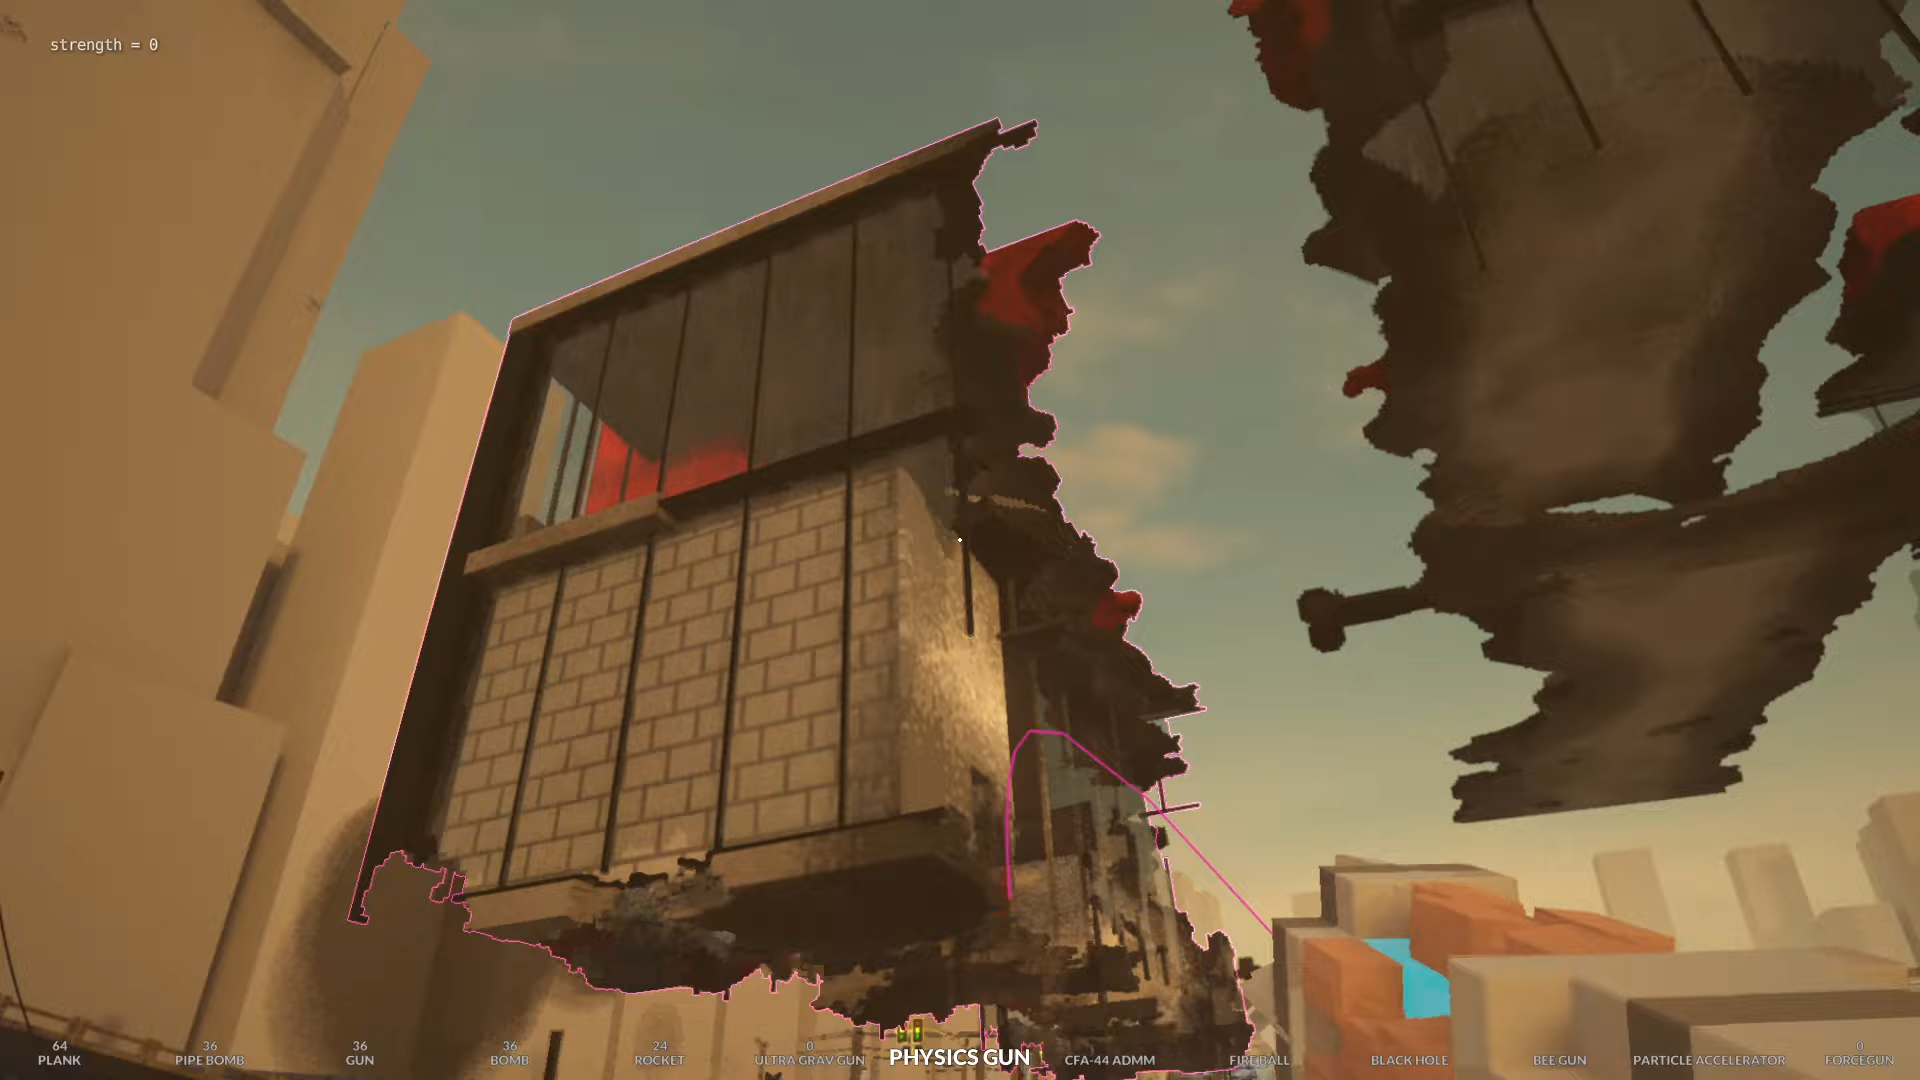 strength = 0
64 36 36 36 24 0 0
PLANK PIPE BOMB GUN BOMB ROCKET ULTRA GRAV GUN PHYSICS GUN CFA-44 ADMM FIREBALL BLACK HOLE BEE GUN PARTICLE ACCELERATOR FORCEGUN